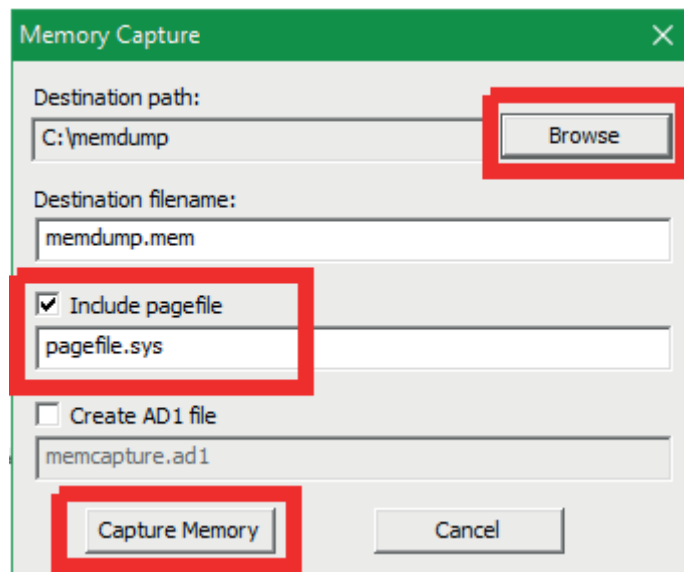 Memory Capture
Destination path:
C:\memdump
Browse
Destination filename:
memdump.mem
Include pagefile
pagefile.sys
Create AD1 file
memcapture.ad1
Capture Memory
Cancel